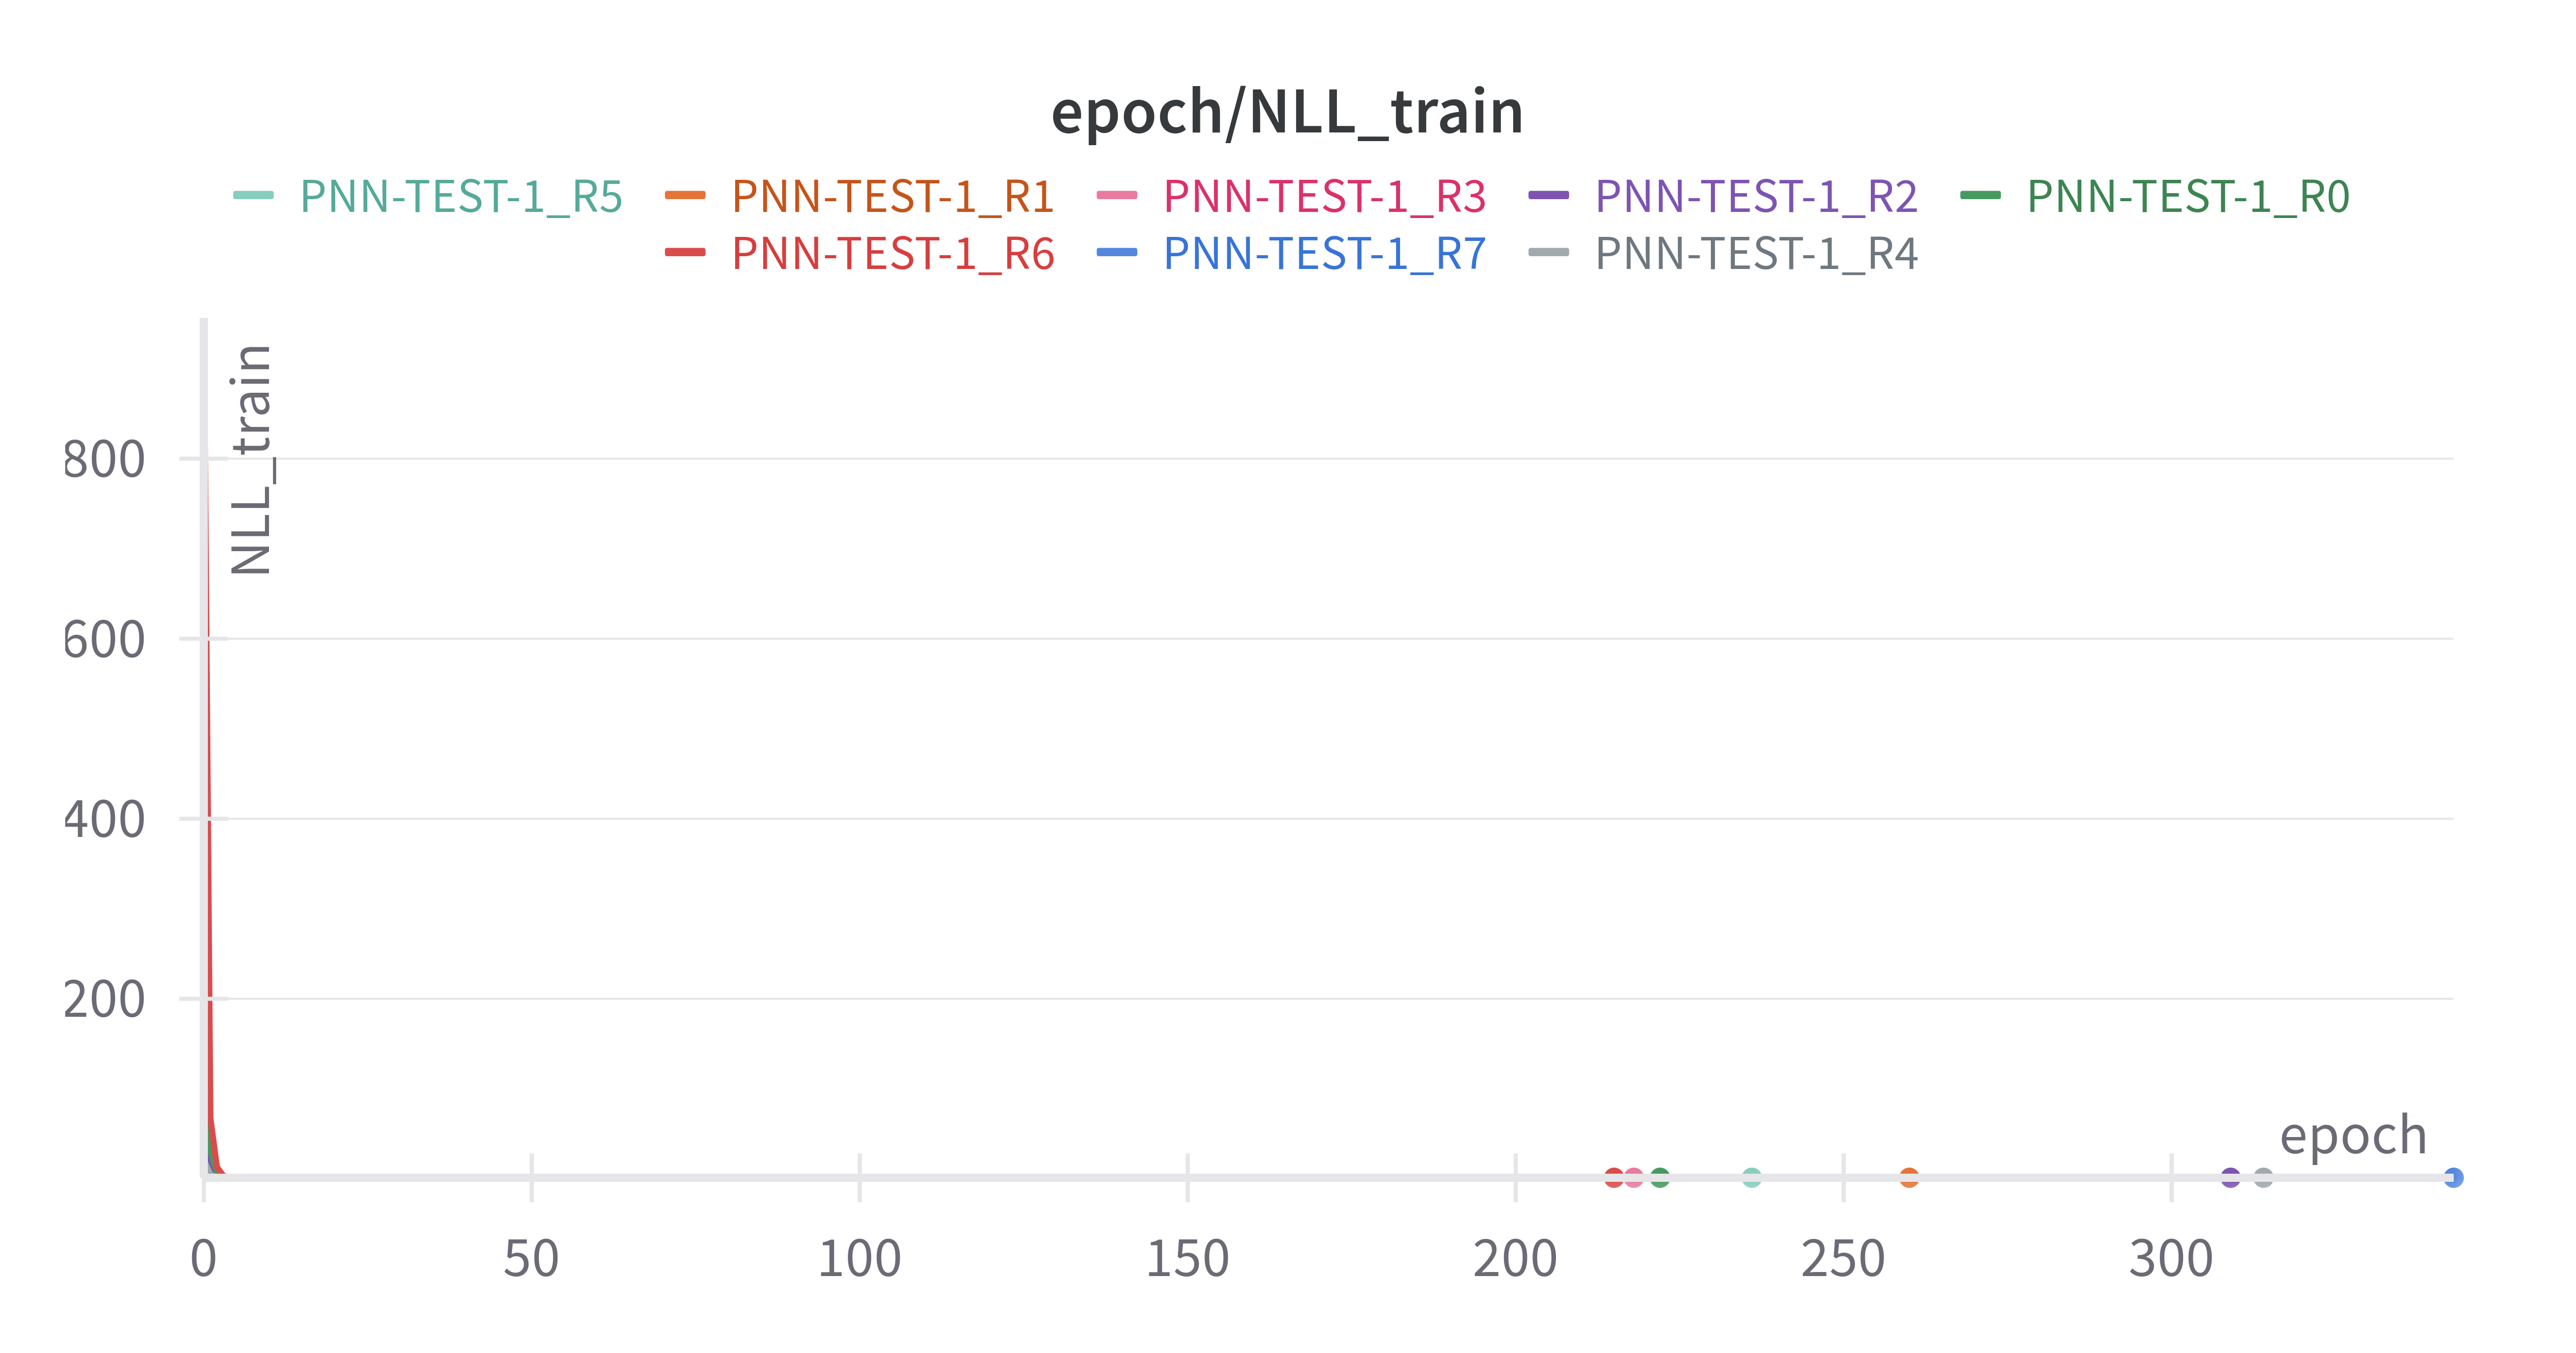 epoch/NLL_train
PNN-TEST-1_R5 PNN-TEST-1_R1 PNN-TEST-1_R3 PNN-TEST-1_R2 PNN-TEST-1_R0
PNN-TEST-1_R6 PNN-TEST-1_R7 PNN-TEST-1_R4
NLL_train
800
600
400
200
epoch
0 50 100 150 200 250 300